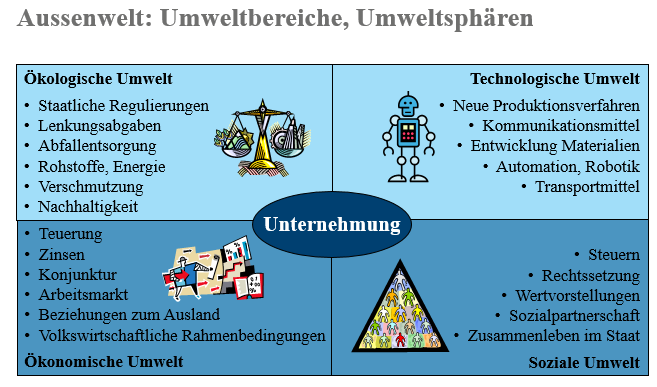 Aussenwelt: Umweltbereiche, Umweltsphären
Ökologische Umwelt
• Staatliche Regulierungen
• Lenkungsabgaben
• Abfallentsorgung
• Rohstoffe, Energie
• Verschmutzung
• Nachhaltigkeit
Technologische Umwelt
• Neue Produktionsverfahren
• Kommunikationsmittel
• Entwicklung Materialien
• Automation, Robotik
• Transportmittel
Unternehmung
• Teuerung
• Zinsen
• Konjunktur
• Arbeitsmarkt
• Beziehungen zum Ausland
• Volkswirtschaftliche Rahmenbedingungen
Ökonomische Umwelt
• Steuern
• Rechtssetzung
• Wertvorstellungen
• Sozialpartnerschaft
• Zusammenleben im Staat
Soziale Umwelt